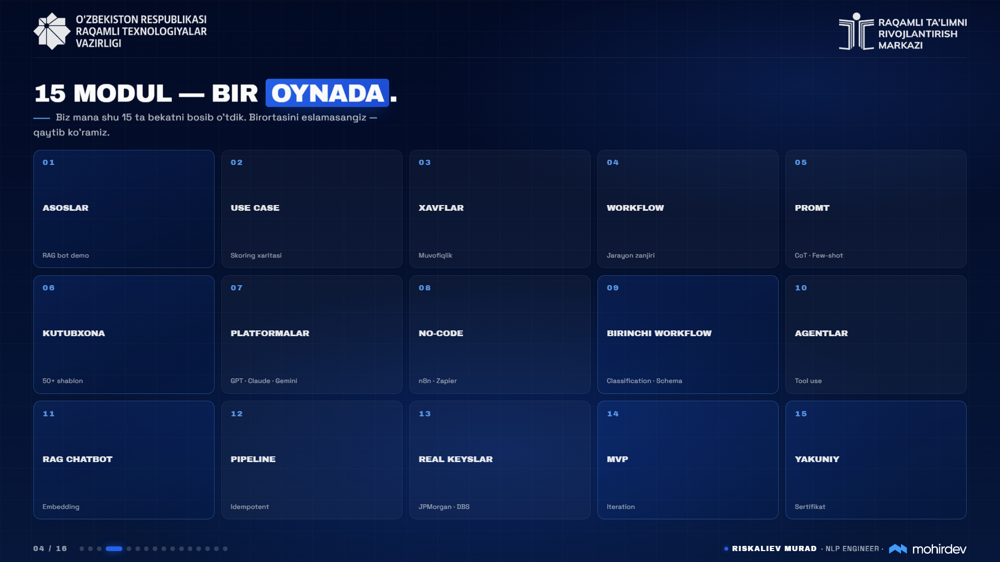 O'ZBEKISTON RESPUBLIKASI
RAQAMLI TEXNOLOGIYALAR
VAZIRLIGI
RAQAMLI TA’LIMNI
RIVOJLANTIRISH
MARKAZI
15 MODUL — BIR OYNADA.
Biz mana shu 15 ta bekatni bosib o’tdik. Birortasini eslamasangiz —
qaytib ko’ramiz.
01
ASOSLAR
RAG bot demo
02
USE CASE
Skoring xaritasi
03
XAVFLAR
Muvofiqlik
04
WORKFLOW
Jarayon zanjiri
05
PROMT
CoT · Few-shot
06
KUTUBXONA
50+ shablon
07
PLATFORMALAR
GPT · Claude · Gemini
08
NO-CODE
n8n · Zapier
09
BIRINCHI WORKFLOW
Classification · Schema
10
AGENTLAR
Tool use
11
RAG CHATBOT
Embedding
12
PIPELINE
Idempotent
13
REAL KEYSLAR
JPMorgan · DBS
14
MVP
Iteration
15
YAKUNIY
Sertifikat
04 / 16
RISKALIEV MURAD · NLP ENGINEER · mohirdev